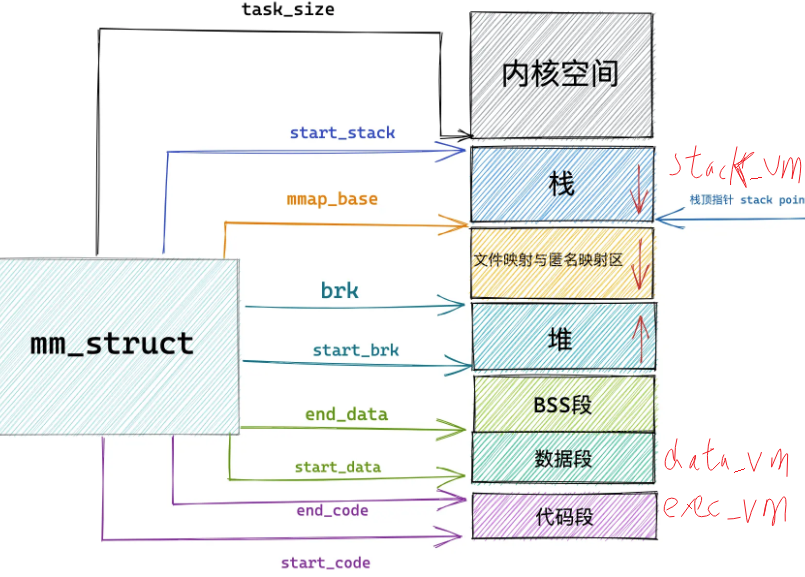 task_size
内核空间
start_stack
stack_vm
栈
栈顶指针 stack poin
mmap_base
文件映射与匿名映射区
brk
mm_struct
堆
start_brk
BSS段
end_data
数据段
data_vm
start_data
end_code
代码段
exec_vm
start_code